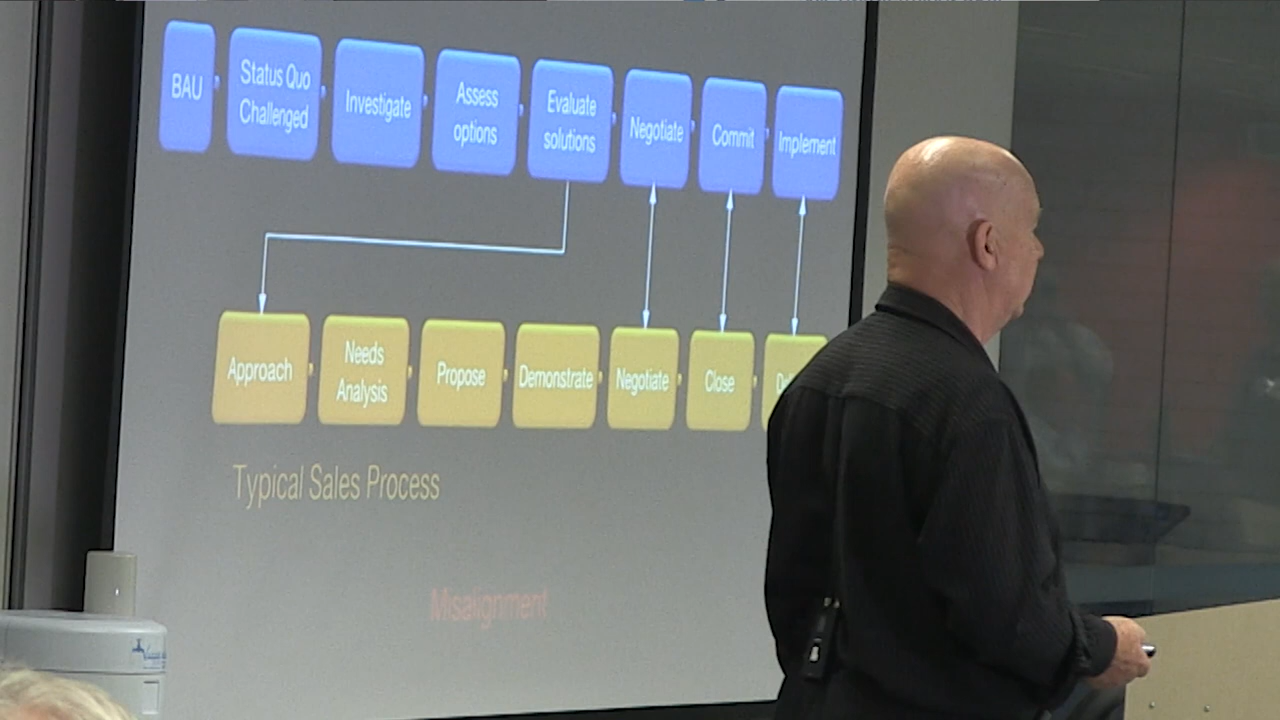 BAU
Status Quo
Challenged
Investigate
Assess
options
Evaluate
solutions
Negotiate
Commit
Implement
Approach
Needs
Analysis
Propose
Demonstrate
Negotiate
Close
Typical Sales Process
Misalignment